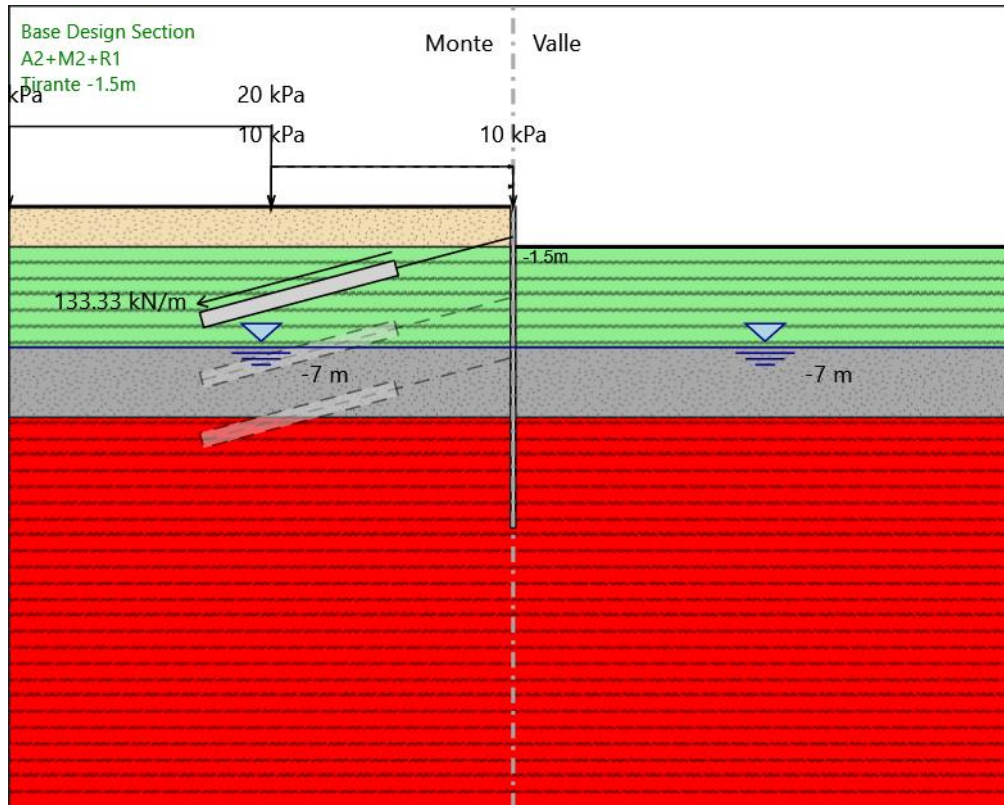 Base Design Section
A2+M2+R1
Tirante -1.5m
Monte
Valle
kPa
20 kPa
10 kPa
10 kPa
-1.5m
133.33 kN/m
-7 m
-7 m